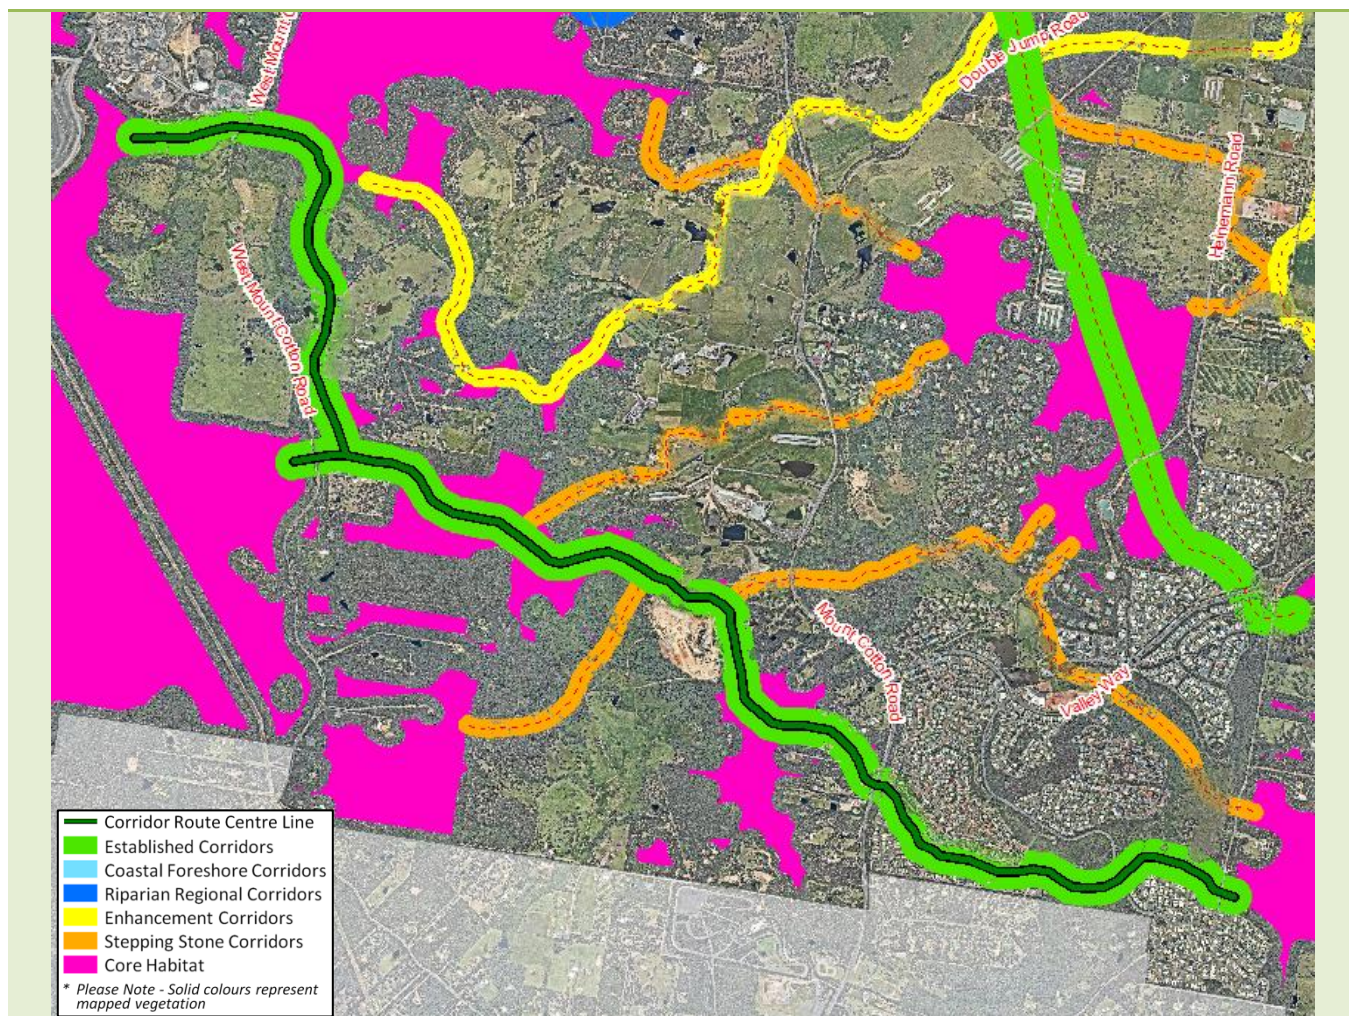 West Mount C
Double Jump Road
Heinemann Road
West Mount Cotton Road
Mount Cotton Road
Valley Way
Corridor Route Centre Line
Established Corridors
Coastal Foreshore Corridors
Riparian Regional Corridors
Enhancement Corridors
Stepping Stone Corridors
Core Habitat
* Please Note - Solid colours represent
mapped vegetation